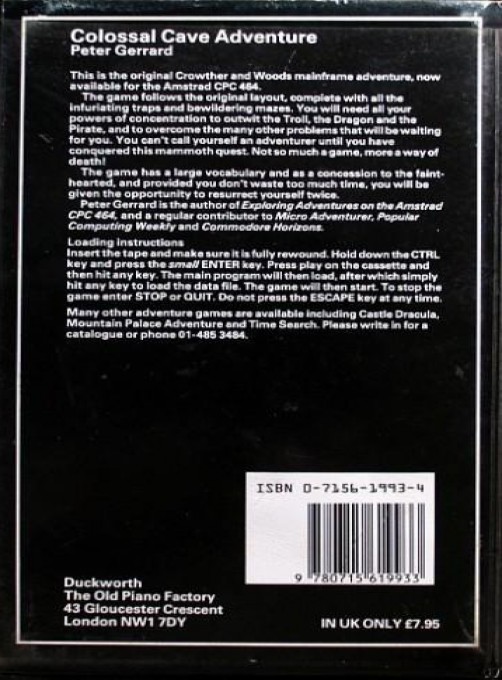 Colossal Cave Adventure
Peter Gerrard
This is the original Crowther and Woods mainframe adventure, now
available for the Amstrad CPC 464.
The game follows the original layout, complete with all the
infuriating traps and bewildering mazes. You will need all your
powers of concentration to outwit the Troll, the Dragon and the
Pirate, and to overcome the many other problems that will be waiting
for you. You can't call yourself an adventurer until you have
conquered this mammoth quest. Not so much a game, more a way of
death!
The game has a large vocabulary and as a concession to the faint-
hearted, and provided you don't waste too much time, you will be
given the opportunity to resurrect yourself twice.
Peter Gerrard is the author of Exploring Adventures on the Amstrad
CPC 464, and a regular contributor to Micro Adventurer, Popular
Computing Weekly and Commodore Horizons.
Loading instructions
Insert the tape and make sure it is fully rewound. Hold down the CTRL
key and press the small ENTER key. Press play on the cassette and
then hit any key. The main program will then load, after which simply
hit any key to load the data file. The game will then start. To stop the
game enter STOP or QUIT. Do not press the ESCAPE key at any time.
Many other adventure games are available including Castle Dracula,
Mountain Palace Adventure and Time Search. Please write in for a
catalogue or phone 01-485 3484.
ISBN 0-7156-1993-4
9 780715 619933
Duckworth
The Old Piano Factory
43 Gloucester Crescent
London NW1 7DY
IN UK ONLY £7.95